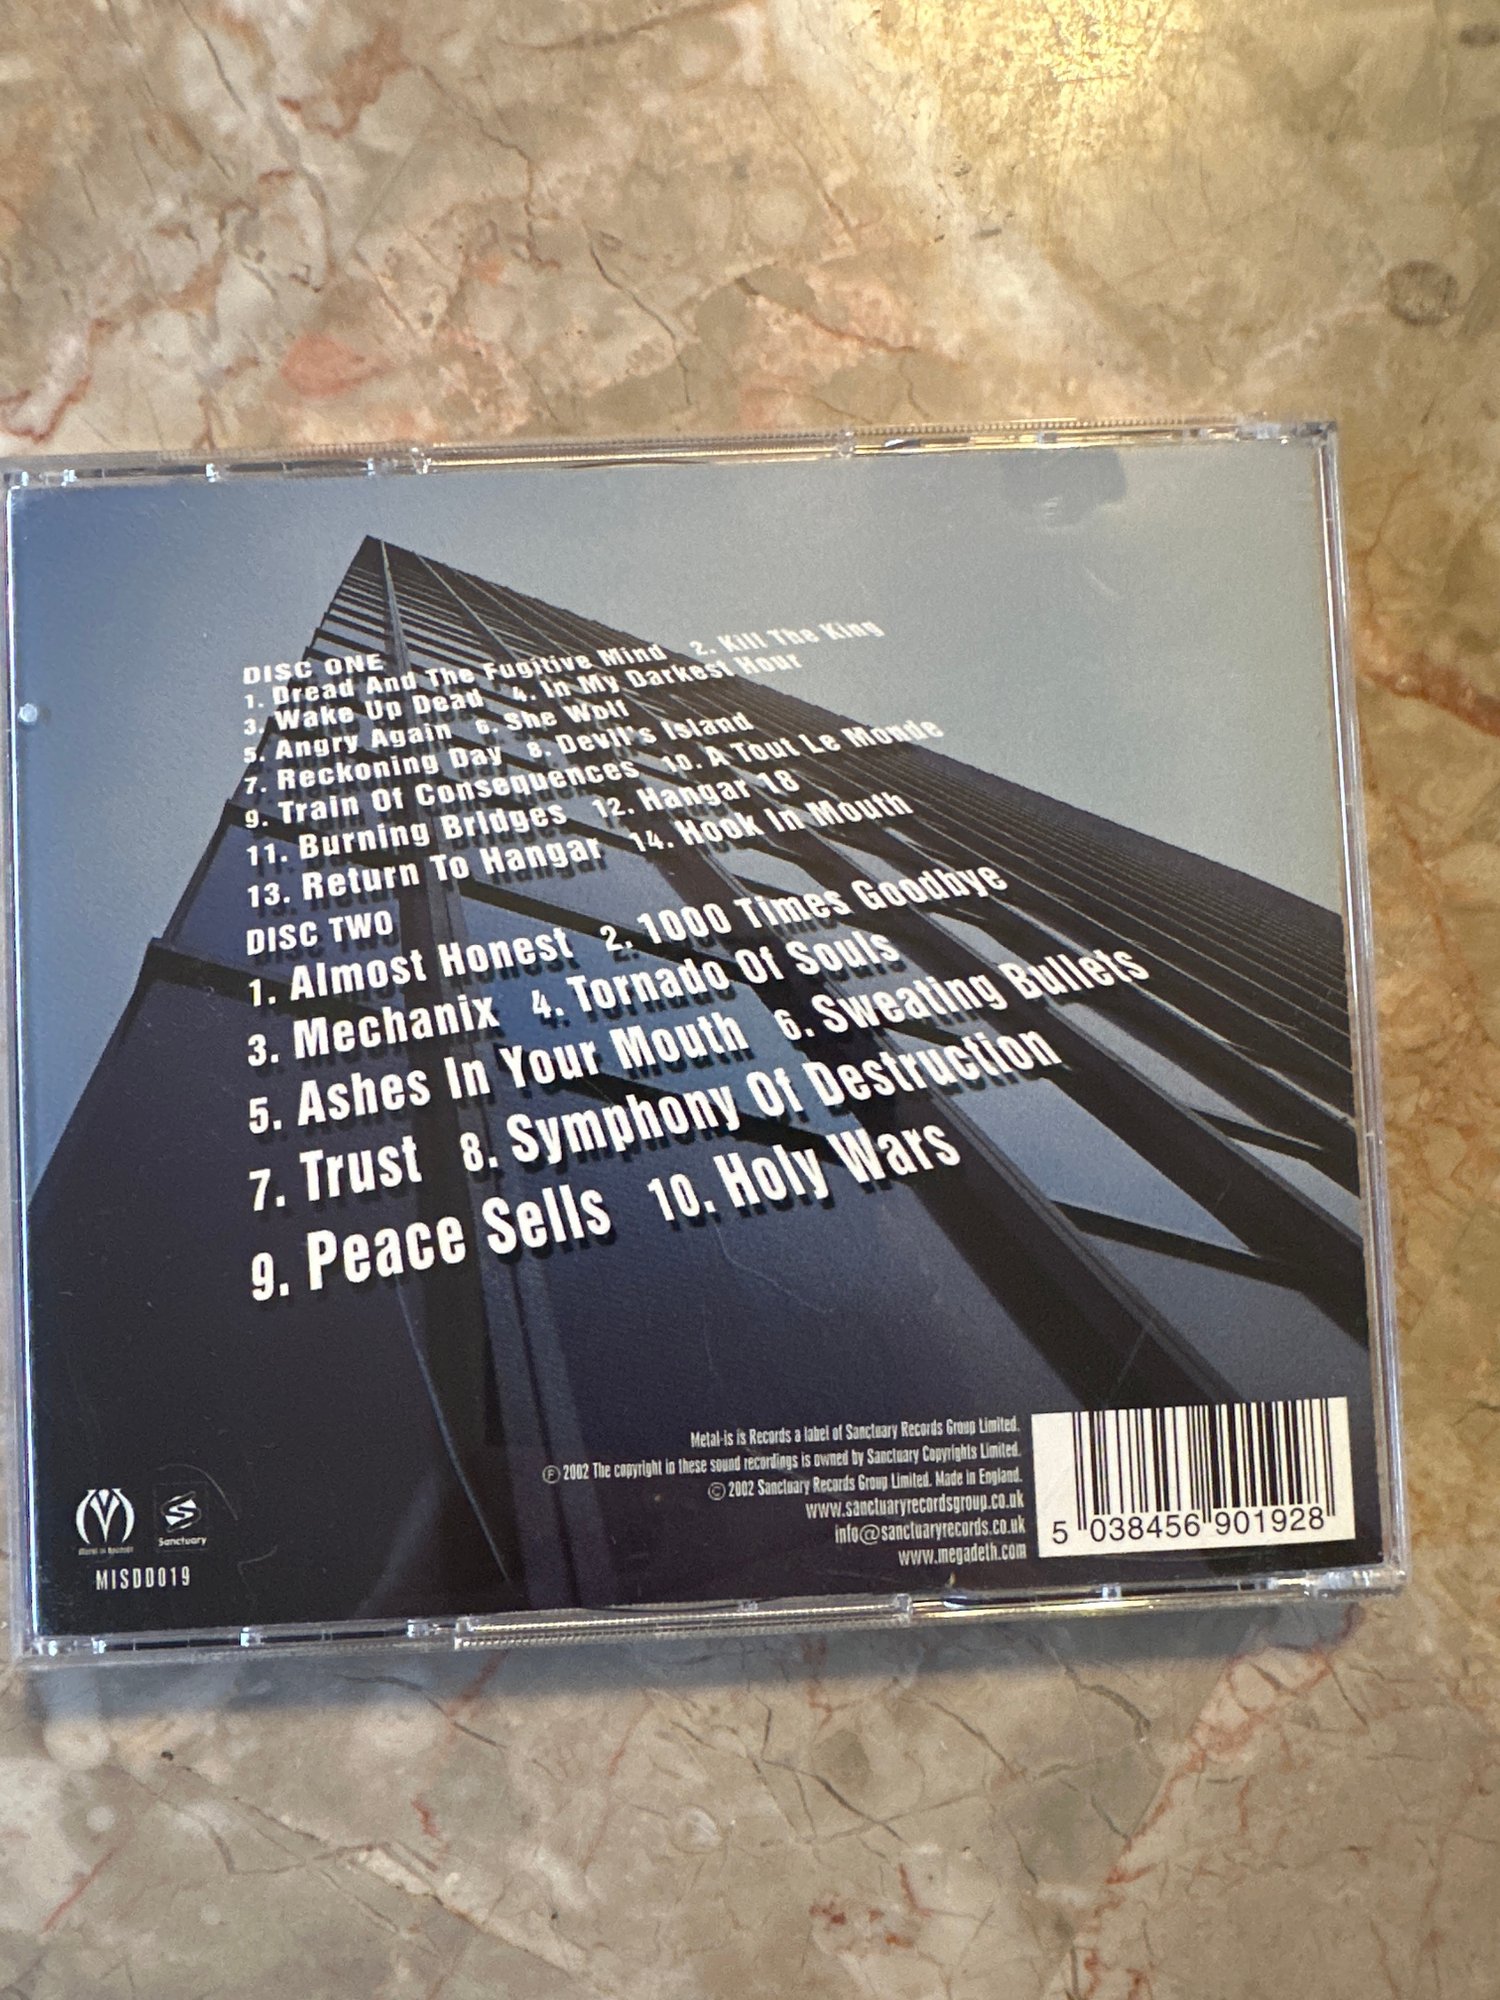 DISC ONE
1. Dread And The Fugitive Mind 2. Kill The King
3. Wake Up Dead 4. In My Darkest Hour
5. Angry Again 6. She Wolf
7. Reckoning Day 8. Devil's Island
9. Train Of Consequences 10. A Tout Le Monde
11. Burning Bridges 12. Hangar 18
13. Return To Hangar 14. Hook In Mouth
DISC TWO
1. Almost Honest 2. 1000 Times Goodbye
3. Mechanix 4. Tornado Of Souls
5. Ashes In Your Mouth 6. Sweating Bullets
7. Trust 8. Symphony Of Destruction
9. Peace Sells 10. Holy Wars
Metal-is is Records a label of Sanctuary Records Group Limited.
Ⓟ 2002 The copyright in these sound recordings is owned by Sanctuary Copyrights Limited.
© 2002 Sanctuary Records Group Limited. Made in England.
www.sanctuaryrecordsgroup.co.uk
info@sanctuaryrecords.co.uk
www.megadeth.com
5 038456 901928
Sanctuary
MISDD019